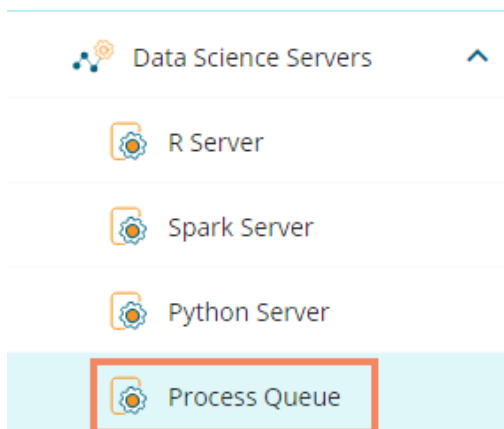 Data Science Servers
R Server
Spark Server
Python Server
Process Queue